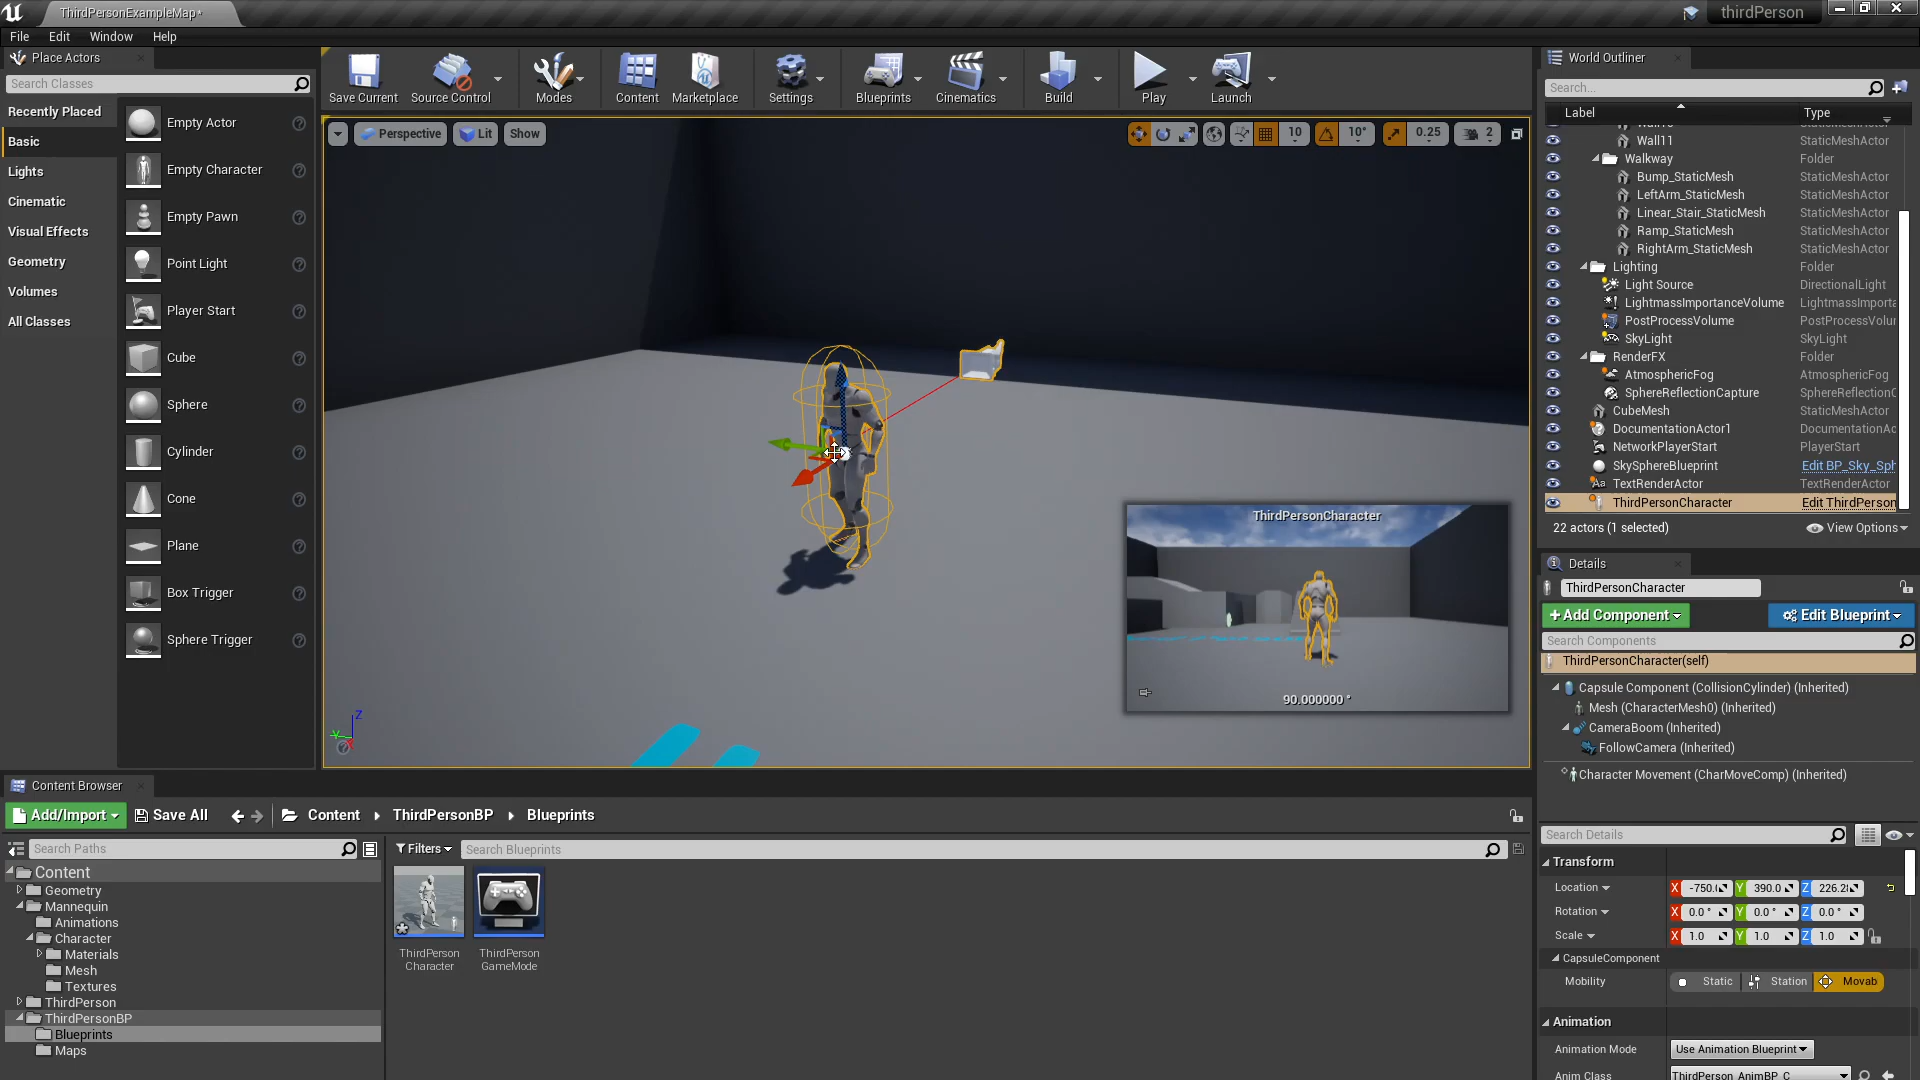 ThirdPersonExampleMap*
thirdPerson
File Edit Window Help
Place Actors
Search Classes
Recently Placed
Basic
Lights
Cinematic
Visual Effects
Geometry
Volumes
All Classes
Empty Actor
Empty Character
Empty Pawn
Point Light
Player Start
Cube
Sphere
Cylinder
Cone
Plane
Box Trigger
Sphere Trigger
Save Current
Source Control
Modes
Content
Marketplace
Settings
Blueprints
Cinematics
Build
Play
Launch
Perspective
Lit
Show
10
10°
0.25
2
ThirdPersonCharacter
90.000000 °
Z
Y
X
World Outliner
Search...
Label Type
StaticMeshActor
Wall11 StaticMeshActor
Walkway Folder
Bump_StaticMesh StaticMeshActor
LeftArm_StaticMesh StaticMeshActor
Linear_Stair_StaticMesh StaticMeshActor
Ramp_StaticMesh StaticMeshActor
RightArm_StaticMesh StaticMeshActor
Lighting Folder
Light Source DirectionalLight
LightmassImportanceVolume LightmassImporta
PostProcessVolume PostProcessVolum
SkyLight SkyLight
RenderFX Folder
AtmosphericFog AtmosphericFog
SphereReflectionCapture SphereReflectionC
CubeMesh StaticMeshActor
DocumentationActor1 DocumentationAc
NetworkPlayerStart PlayerStart
SkySphereBlueprint Edit BP_Sky_Sph
TextRenderActor TextRenderActor
ThirdPersonCharacter Edit ThirdPerson
22 actors (1 selected)
View Options
Details
ThirdPersonCharacter
+Add Component
Edit Blueprint
Search Components
ThirdPersonCharacter(self)
Capsule Component (CollisionCylinder) (Inherited)
Mesh (CharacterMesh0) (Inherited)
CameraBoom (Inherited)
FollowCamera (Inherited)
Character Movement (CharMoveComp) (Inherited)
Search Details
Transform
Location X -750.( Y 390.0 Z 226.2
Rotation X 0.0 ° Y 0.0 ° Z 0.0 °
Scale X 1.0 Y 1.0 Z 1.0
CapsuleComponent
Mobility Static Station Movab
Animation
Animation Mode Use Animation Blueprint
Anim Class ThirdPerson_AnimBP_C
Content Browser
Add/Import
Save All
Content
ThirdPersonBP
Blueprints
Search Paths
Filters
Search Blueprints
Content
Geometry
Mannequin
Animations
Character
Materials
Mesh
Textures
ThirdPerson
ThirdPersonBP
Blueprints
Maps
ThirdPerson
Character
ThirdPerson
GameMode